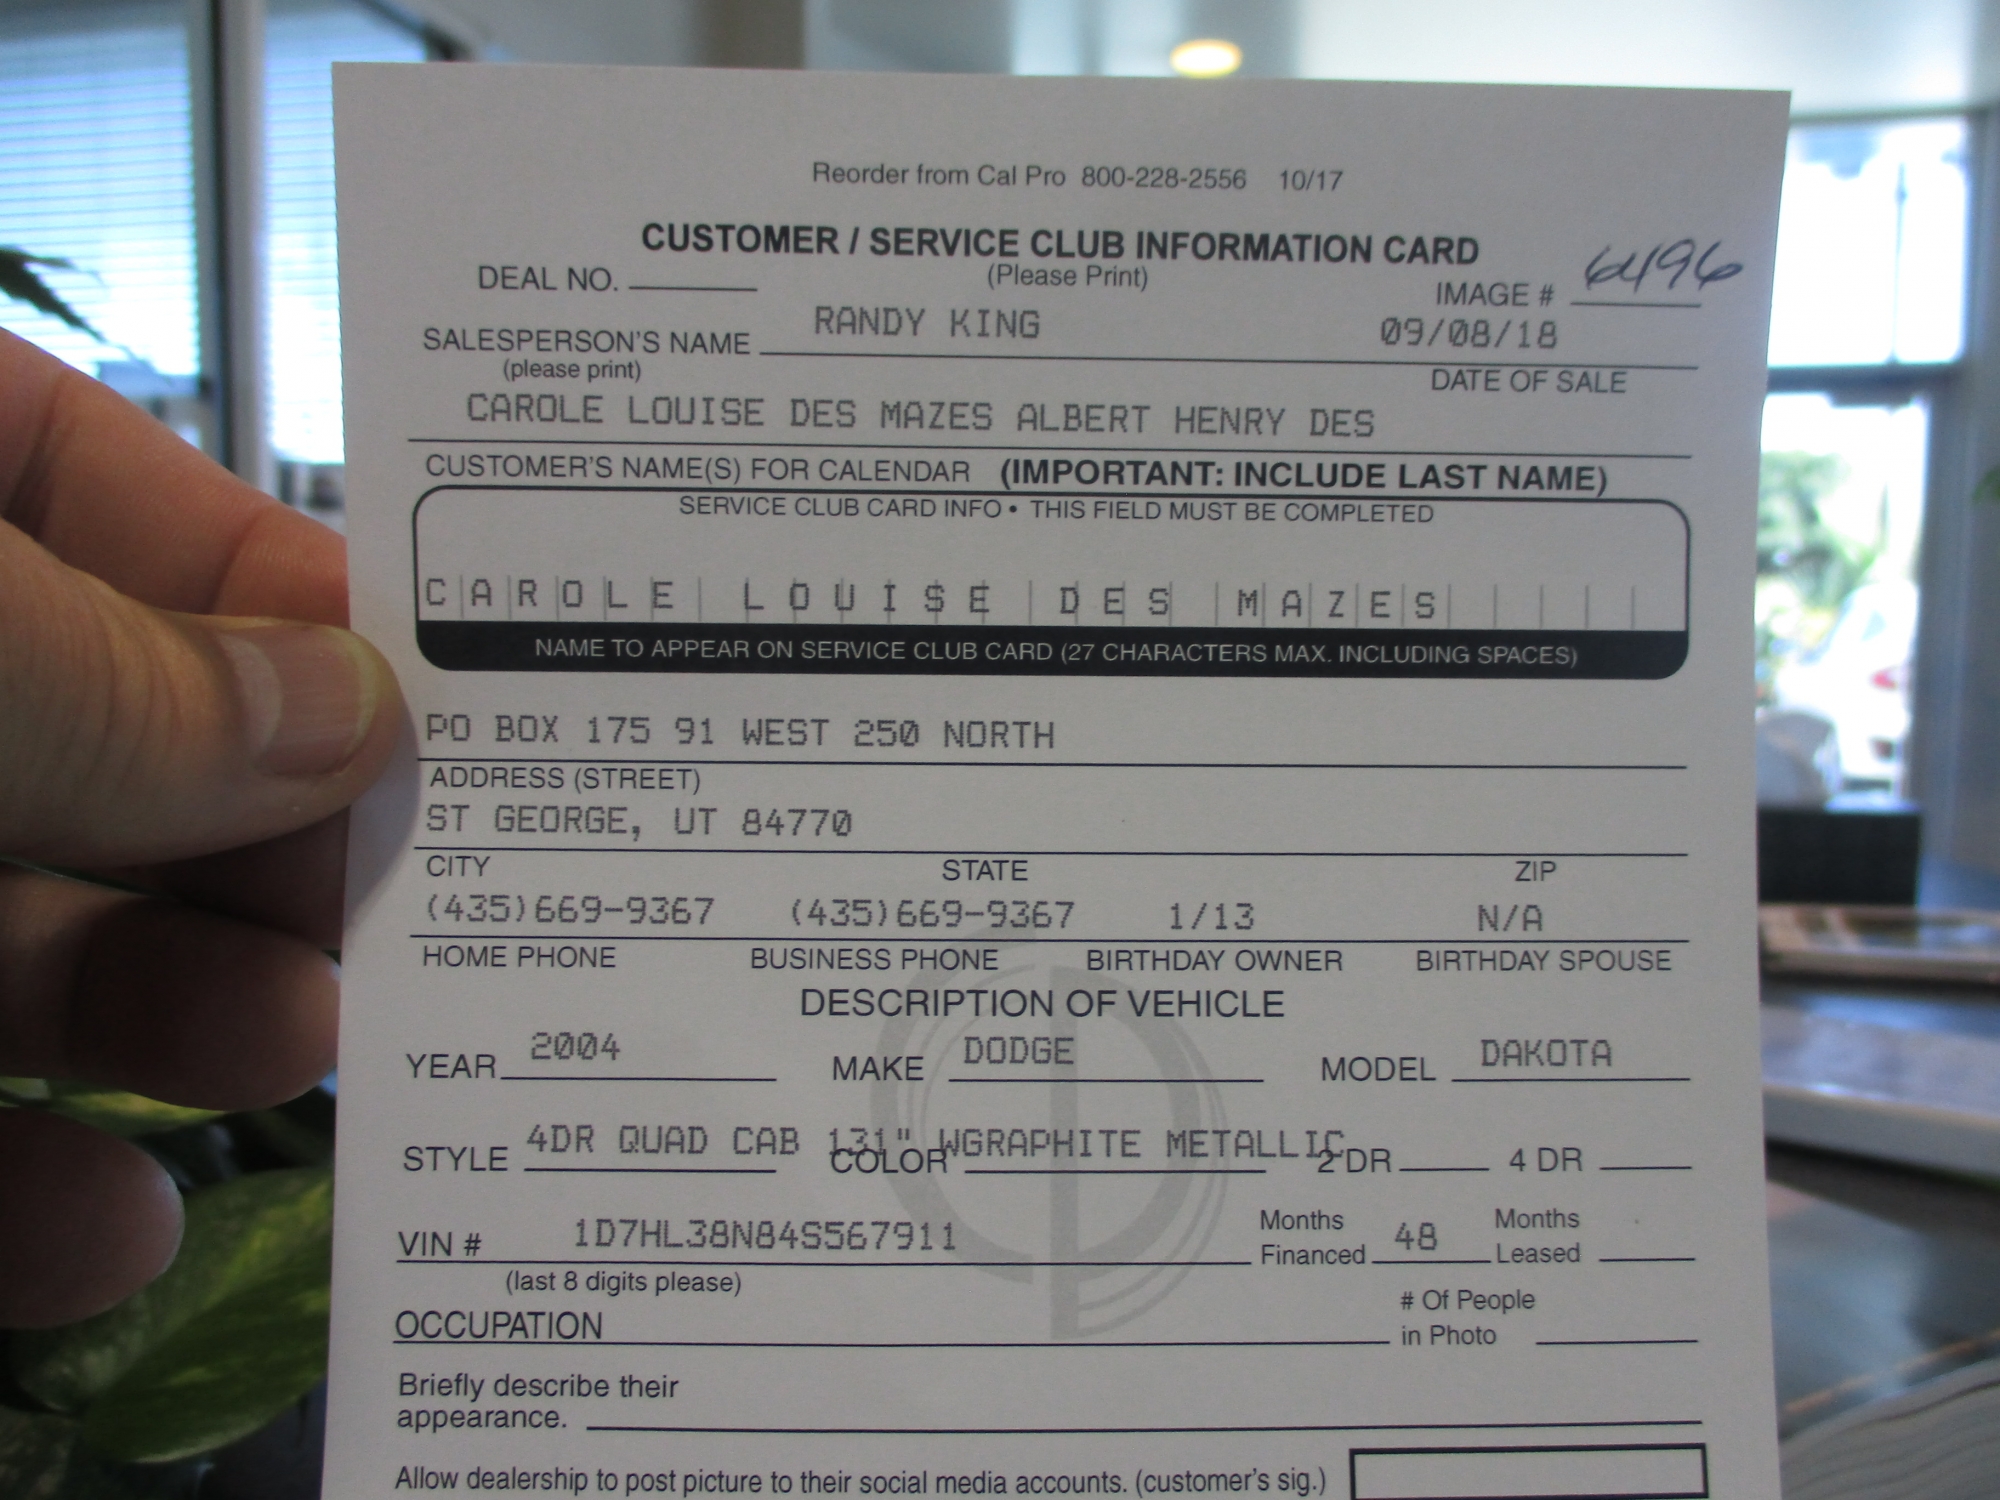 Reorder from Cal Pro 800-228-2556 10/17
CUSTOMER / SERVICE CLUB INFORMATION CARD
DEAL NO. (Please Print) IMAGE # 6496
SALESPERSON'S NAME RANDY KING 09/08/18
(please print) DATE OF SALE
CAROLE LOUISE DES MAZES ALBERT HENRY DES
CUSTOMER'S NAME(S) FOR CALENDAR (IMPORTANT: INCLUDE LAST NAME)
SERVICE CLUB CARD INFO • THIS FIELD MUST BE COMPLETED
CAROLE LOUISE DES MAZES
NAME TO APPEAR ON SERVICE CLUB CARD (27 CHARACTERS MAX. INCLUDING SPACES)
PO BOX 175 91 WEST 250 NORTH
ADDRESS (STREET)
ST GEORGE, UT 84770
CITY STATE ZIP
(435)669-9367 (435)669-9367 1/13 N/A
HOME PHONE BUSINESS PHONE BIRTHDAY OWNER BIRTHDAY SPOUSE
DESCRIPTION OF VEHICLE
YEAR 2004 MAKE DODGE MODEL DAKOTA
STYLE 4DR QUAD CAB 131" WGRAPHITE METALLIC
COLOR 2 DR 4 DR
VIN # 1D7HL38N84S567911 Months Financed 48 Months Leased
(last 8 digits please)
OCCUPATION # Of People in Photo
Briefly describe their
appearance.
Allow dealership to post picture to their social media accounts. (customer's sig.)